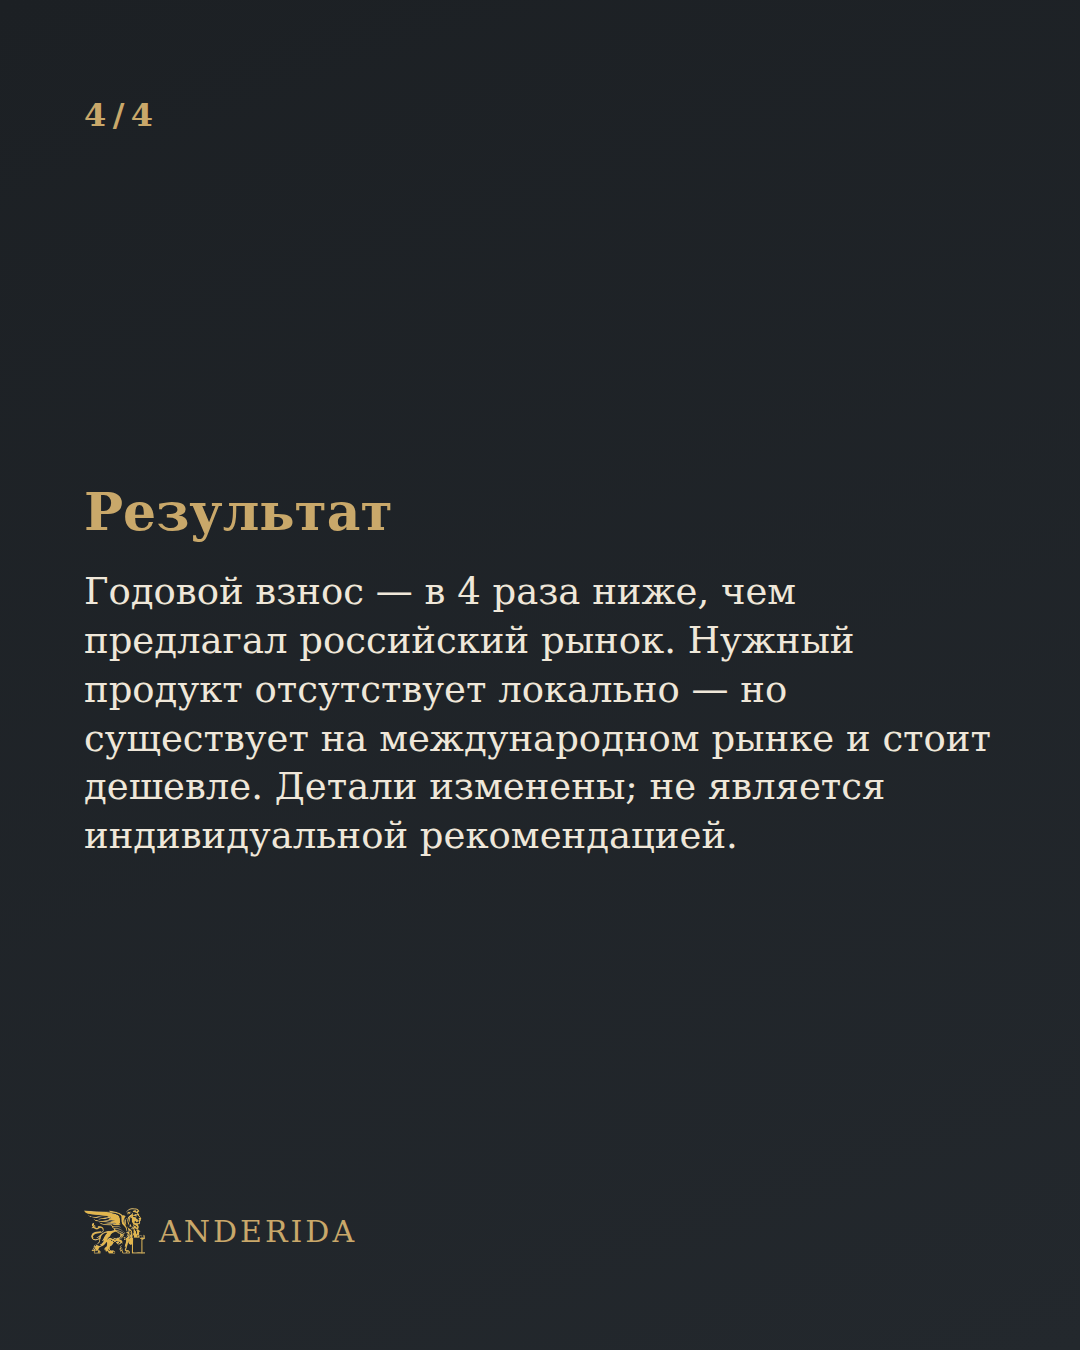 4/4
Результат
Годовой взнос — в 4 раза ниже, чем
предлагал российский рынок. Нужный
продукт отсутствует локально — но
существует на международном рынке и стоит
дешевле. Детали изменены; не является
индивидуальной рекомендацией.
ANDERIDA